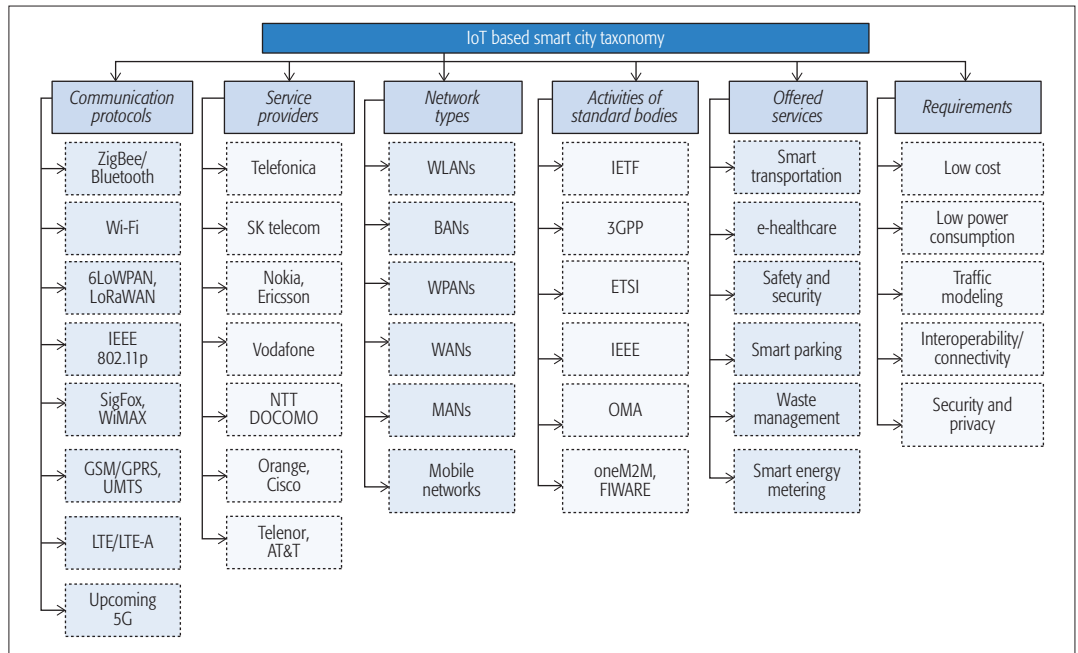 IoT based smart city taxonomy
Communication
protocols
ZigBee/
Bluetooth
Wi-Fi
6LoWPAN,
LoRaWAN
IEEE
802.11p
SigFox,
WiMAX
GSM/GPRS,
UMTS
LTE/LTE-A
Upcoming
5G
Service
providers
Telefonica
SK telecom
Nokia,
Ericsson
Vodafone
NTT
DOCOMO
Orange,
Cisco
Telenor,
AT&T
Network
types
WLANs
BANs
WPANs
WANs
MANs
Mobile
networks
Activities of
standard bodies
IETF
3GPP
ETSI
IEEE
OMA
oneM2M,
FIWARE
Offered
services
Smart
transportation
e-healthcare
Safety and
security
Smart parking
Waste
management
Smart energy
metering
Requirements
Low cost
Low power
consumption
Traffic
modeling
Interoperability/
connectivity
Security and
privacy